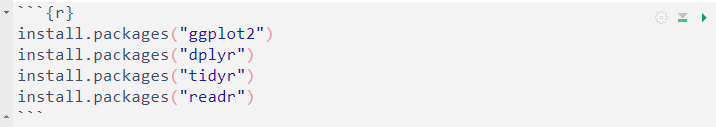 ```{r}
install.packages("ggplot2")
install.packages("dplyr")
install.packages("tidyr")
install.packages("readr")
```